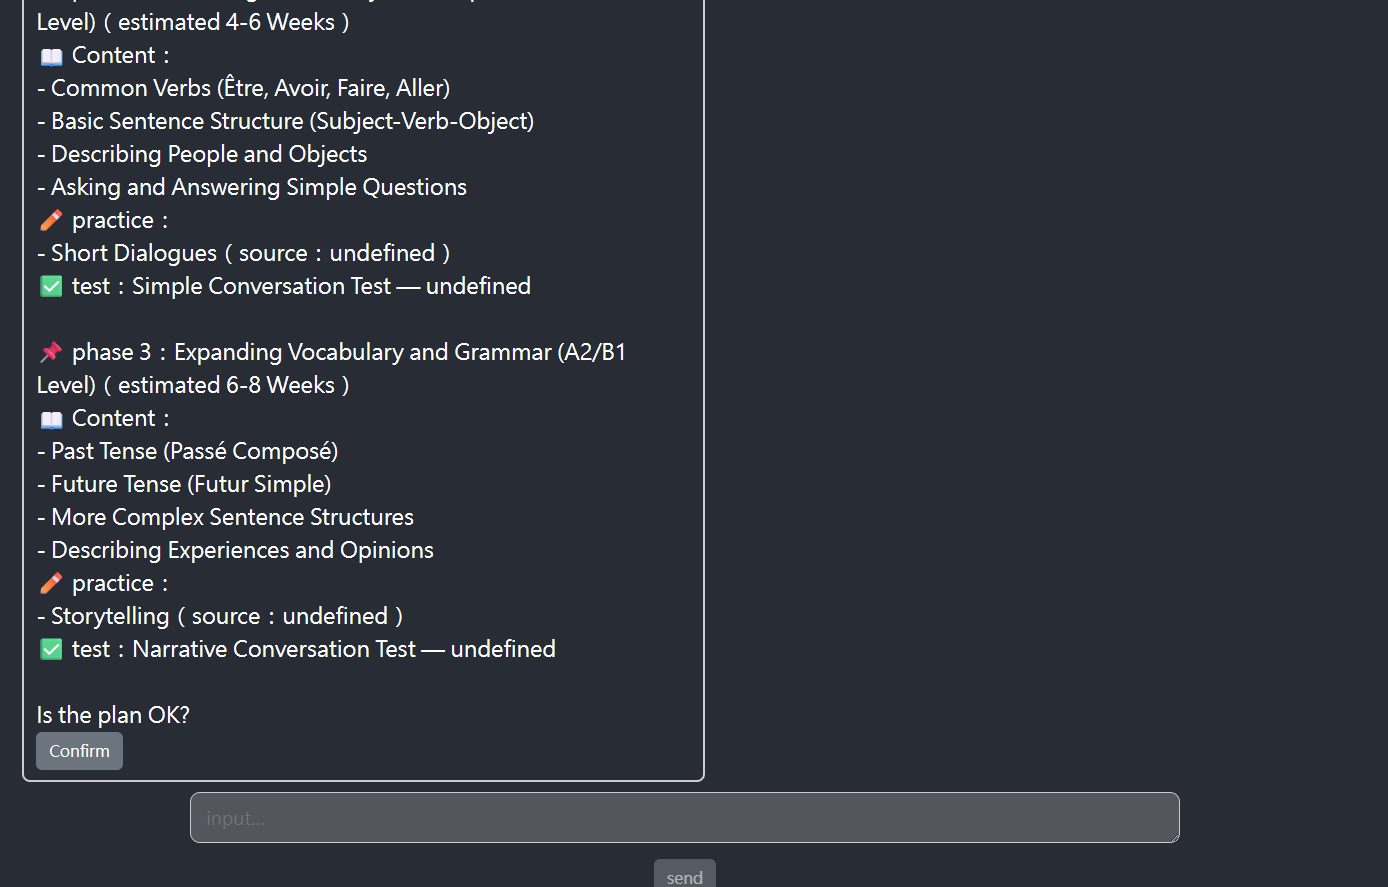 Level) ( estimated 4-6 Weeks )
📖 Content :
- Common Verbs (Être, Avoir, Faire, Aller)
- Basic Sentence Structure (Subject-Verb-Object)
- Describing People and Objects
- Asking and Answering Simple Questions
✏️ practice :
- Short Dialogues ( source : undefined )
✅ test : Simple Conversation Test — undefined
📌 phase 3 : Expanding Vocabulary and Grammar (A2/B1
Level) ( estimated 6-8 Weeks )
📖 Content :
- Past Tense (Passé Composé)
- Future Tense (Futur Simple)
- More Complex Sentence Structures
- Describing Experiences and Opinions
✏️ practice :
- Storytelling ( source : undefined )
✅ test : Narrative Conversation Test — undefined
Is the plan OK?
Confirm
input...
send